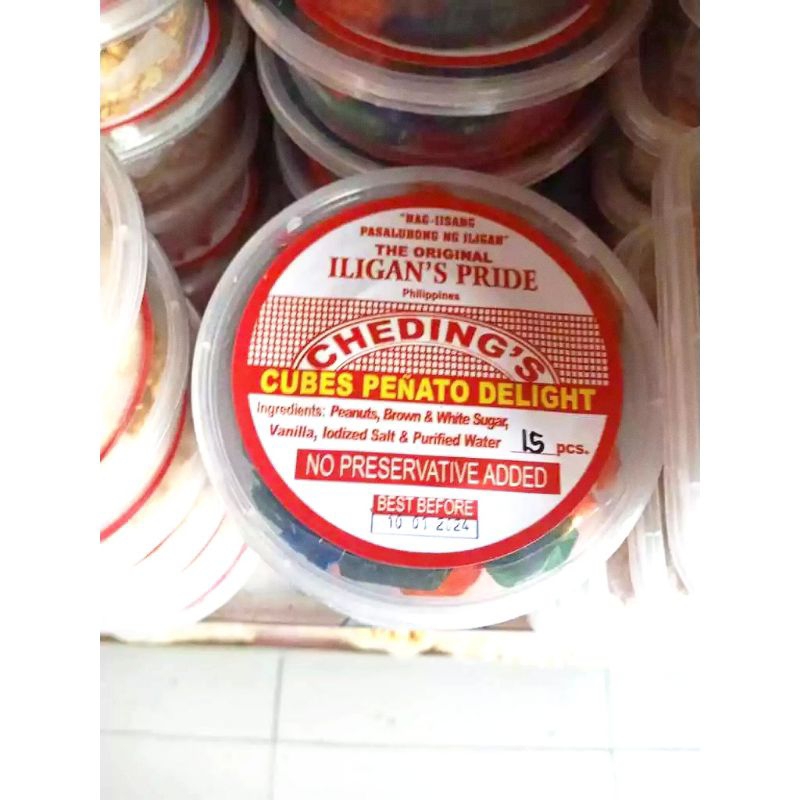 "NAG-IISANG
PASALUBONG NG ILIGAN"
THE ORIGINAL
ILIGAN'S PRIDE
Philippines
CHEDING'S
CUBES PEÑATO DELIGHT
Ingredients: Peanuts, Brown & White Sugar,
Vanilla, Iodized Salt & Purified Water 15 pcs.
NO PRESERVATIVE ADDED
BEST BEFORE
10 01 2024